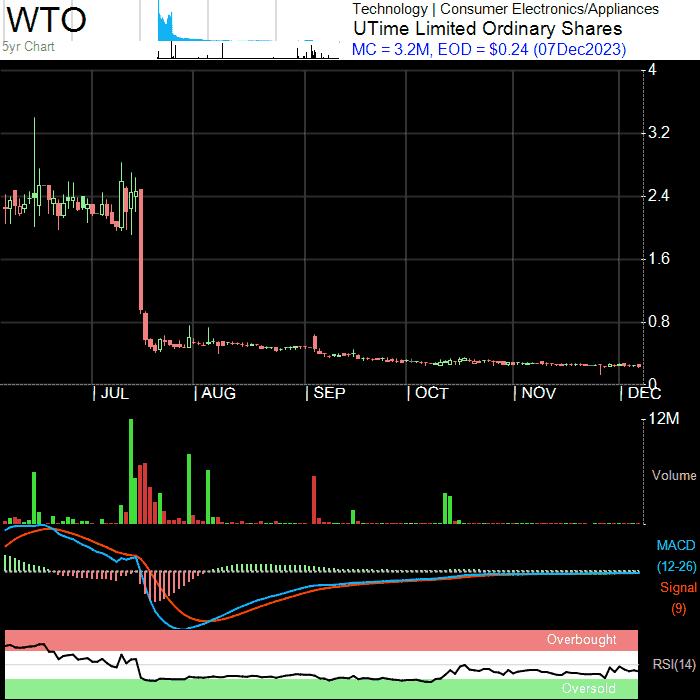 WTO
5yr Chart
Technology | Consumer Electronics/Appliances
UTime Limited Ordinary Shares
MC = 3.2M, EOD = $0.24 (07Dec2023)
4
3.2
2.4
1.6
0.8
0
JUL AUG SEP OCT NOV DEC
12M
Volume
MACD
(12-26)
Signal
(9)
Overbought
RSI(14)
Oversold